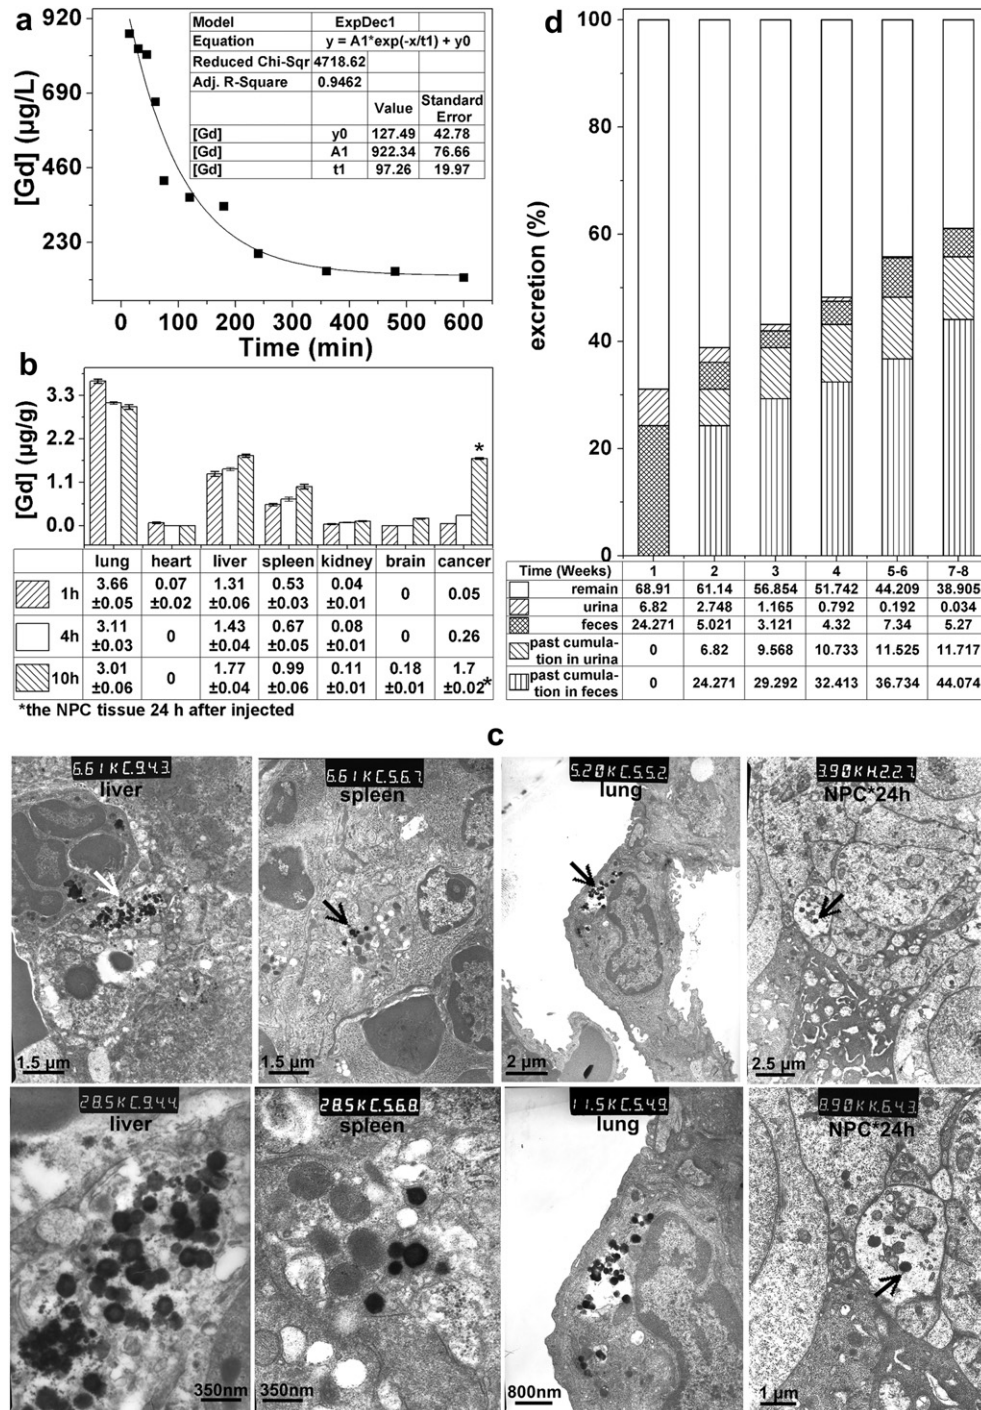 a
920
690
460
230
[Gd] (µg/L)
Model ExpDec1
Equation y = A1*exp(-x/t1) + y0
Reduced Chi-Sqr 4718.62
Adj. R-Square 0.9462
Value Standard Error
[Gd] y0 127.49 42.78
[Gd] A1 922.34 76.66
[Gd] t1 97.26 19.97
0 100 200 300 400 500 600
Time (min)
b
3.3
2.2
1.1
0.0
[Gd] (µg/g)
*
lung heart liver spleen kidney brain cancer
1h 3.66 ±0.05 0.07 ±0.02 1.31 ±0.06 0.53 ±0.03 0.04 ±0.01 0 0.05
4h 3.11 ±0.03 0 1.43 ±0.04 0.67 ±0.05 0.08 ±0.01 0 0.26
10h 3.01 ±0.06 0 1.77 ±0.04 0.99 ±0.06 0.11 ±0.01 0.18 ±0.01 1.7 ±0.02*
*the NPC tissue 24 h after injected
d
100
80
60
40
20
0
excretion (%)
Time (Weeks) 1 2 3 4 5-6 7-8
remain 68.91 61.14 56.854 51.742 44.209 38.905
urina 6.82 2.748 1.165 0.792 0.192 0.034
feces 24.271 5.021 3.121 4.32 7.34 5.27
past cumula-tion in urina 0 6.82 9.568 10.733 11.525 11.717
past cumula-tion in feces 0 24.271 29.292 32.413 36.734 44.074
c
6.61K C.9.4.3.
liver
1.5 µm
6.61K C.5.6.7.
spleen
1.5 µm
5.20K C.5.5.2.
lung
2 µm
3.90K H.2.2.7.
NPC*24h
2.5 µm
28.5K C.9.4.4
liver
350nm
28.5K C.5.6.8.
spleen
350nm
11.5K C.5.4.9.
lung
800nm
8.90K K.6.4.3.
NPC*24h
1 µm